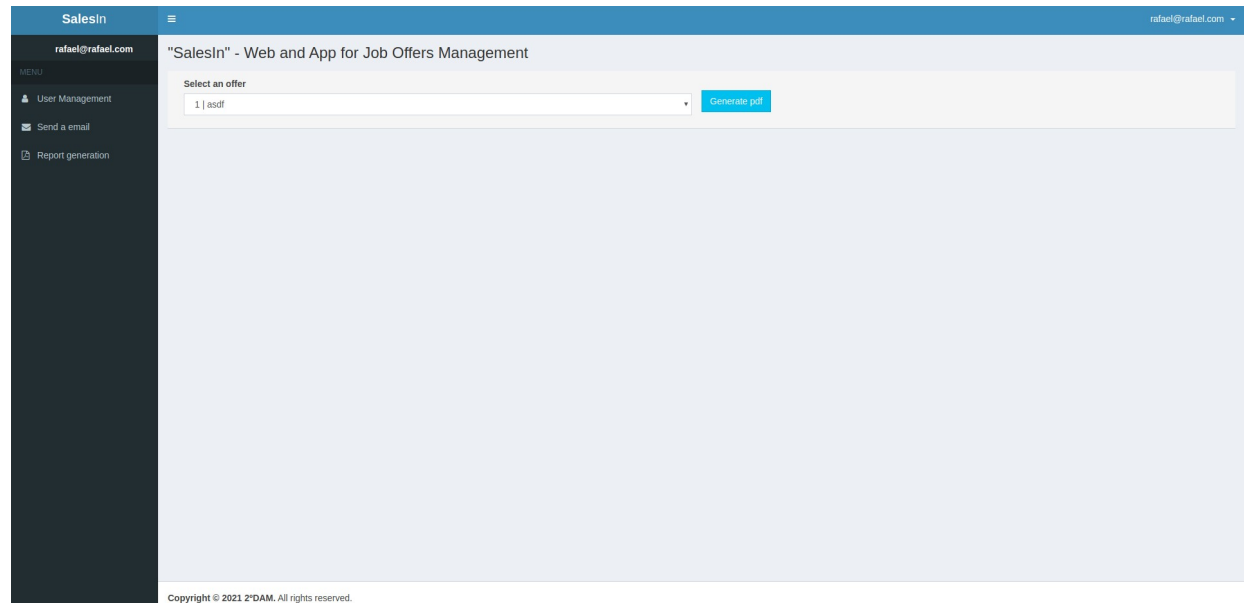 SalesIn
rafael@rafael.com
rafael@rafael.com
MENU
User Management
Send a email
Report generation
"SalesIn" - Web and App for Job Offers Management
Select an offer
1 | asdf
Generate pdf
Copyright © 2021 2ºDAM. All rights reserved.